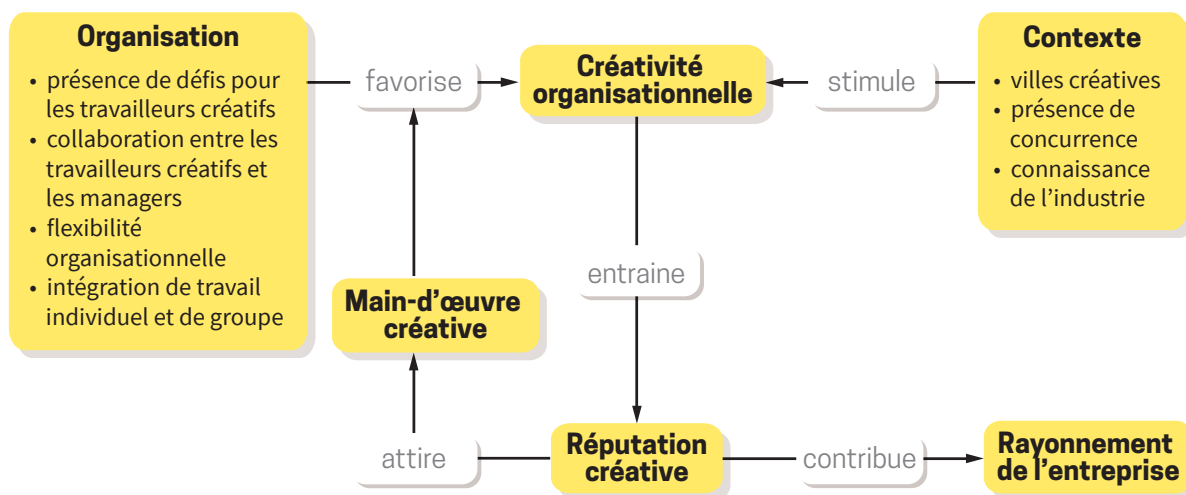 Organisation
• présence de défis pour
les travailleurs créatifs
• collaboration entre les
travailleurs créatifs et
les managers
• flexibilité
organisationnelle
• intégration de travail
individuel et de groupe
favorise
Créativité
organisationnelle
stimule
Contexte
• villes créatives
• présence de
concurrence
• connaissance
de l’industrie
entraine
Main-d’œuvre
créative
attire
Réputation
créative
contribue
Rayonnement
de l’entreprise